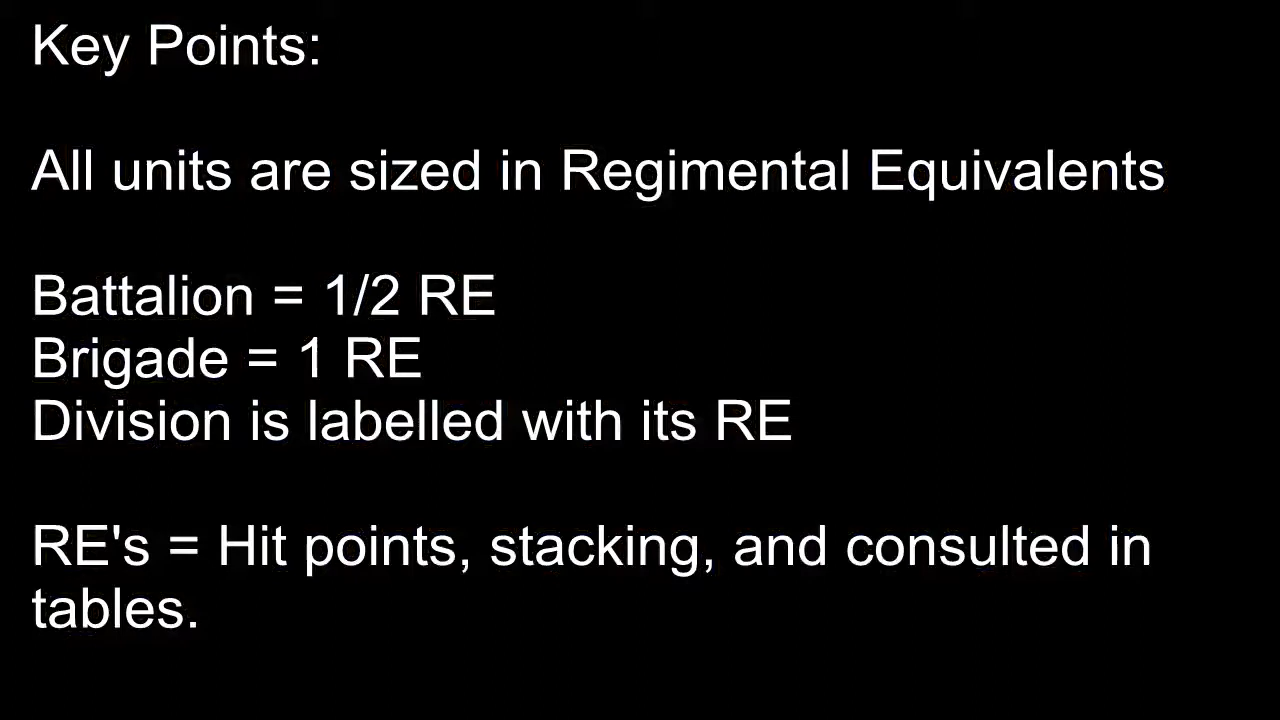 Key Points:
All units are sized in Regimental Equivalents
Battalion = 1/2 RE
Brigade = 1 RE
Division is labelled with its RE
RE's = Hit points, stacking, and consulted in
tables.